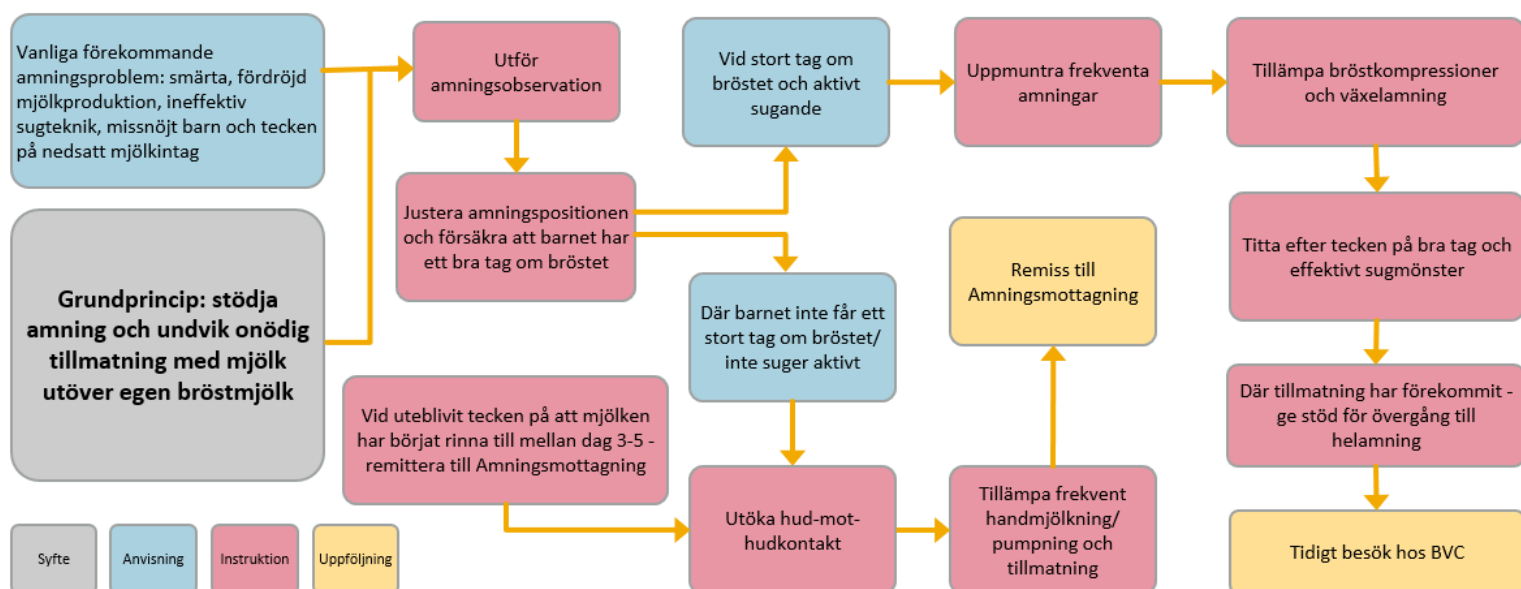 Vanliga förekommande
amningsproblem: smärta, fördröjd
mjölkproduktion, ineffektiv
sugteknik, missnöjt barn och tecken
på nedsatt mjölkintag
Grundprincip: stödja
amning och undvik onödig
tillmatning med mjölk
utöver egen bröstmjölk
Utför
amningsobservation
Justera amningspositionen
och försäkra att barnet har
ett bra tag om bröstet
Vid stort tag om
bröstet och aktivt
sugande
Uppmuntra frekventa
amningar
Tillämpa bröstkompressioner
och växelamning
Titta efter tecken på bra tag och
effektivt sugmönster
Där tillmatning har förekommit -
ge stöd för övergång till
helamning
Tidigt besök hos BVC
Där barnet inte får ett
stort tag om bröstet/
inte suger aktivt
Vid uteblivit tecken på att mjölken
har börjat rinna till mellan dag 3-5 -
remittera till Amningsmottagning
Utöka hud-mot-
hudkontakt
Tillämpa frekvent
handmjölkning/
pumpning och
tillmatning
Remiss till
Amningsmottagning
Syfte
Anvisning
Instruktion
Uppföljning